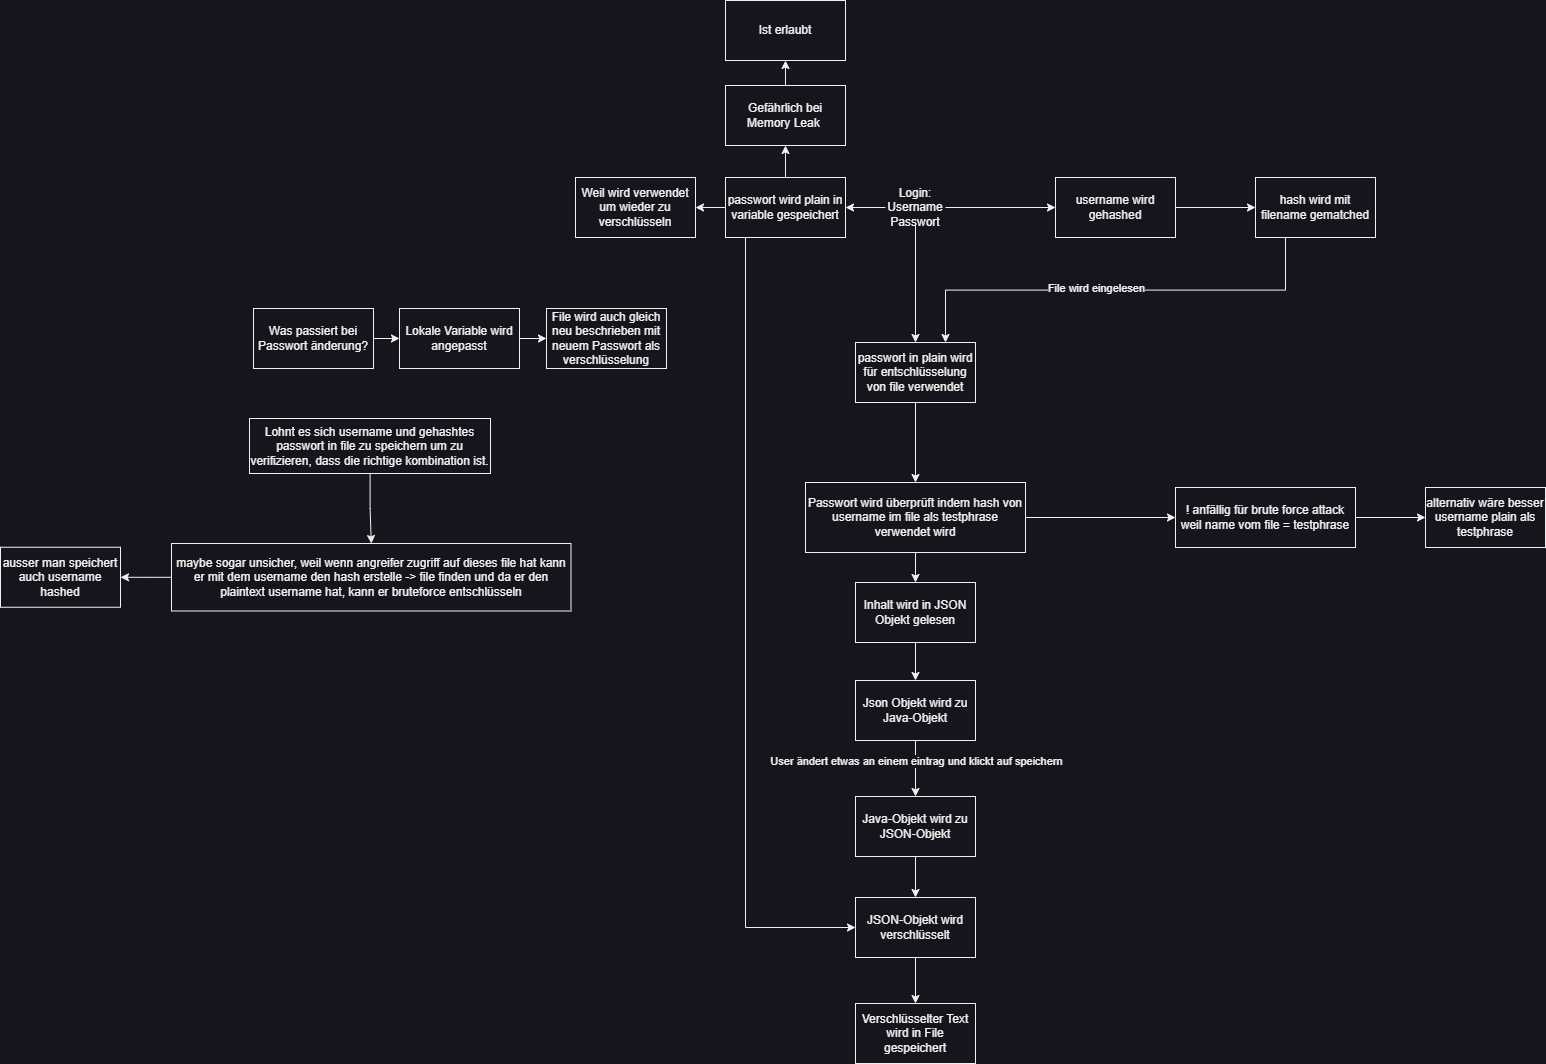 Ist erlaubt
Gefährlich bei
Memory Leak
Weil wird verwendet
um wieder zu
verschlüsseln
passwort wird plain in
variable gespeichert
Login:
Username
Passwort
username wird
gehashed
hash wird mit
filename gematched
File wird eingelesen
Was passiert bei
Passwort änderung?
Lokale Variable wird
angepasst
File wird auch gleich
neu beschrieben mit
neuem Passwort als
verschlüsselung
passwort in plain wird
für entschlüsselung
von file verwendet
Lohnt es sich username und gehashtes
passwort in file zu speichern um zu
verifizieren, dass die richtige kombination ist.
Passwort wird überprüft indem hash von
username im file als testphrase
verwendet wird
! anfällig für brute force attack
weil name vom file = testphrase
alternativ wäre besser
username plain als
testphrase
ausser man speichert
auch username
hashed
maybe sogar unsicher, weil wenn angreifer zugriff auf dieses file hat kann
er mit dem username den hash erstelle -> file finden und da er den
plaintext username hat, kann er bruteforce entschlüsseln
Inhalt wird in JSON
Objekt gelesen
Json Objekt wird zu
Java-Objekt
User ändert etwas an einem eintrag und klickt auf speichern
Java-Objekt wird zu
JSON-Objekt
JSON-Objekt wird
verschlüsselt
Verschlüsselter Text
wird in File
gespeichert